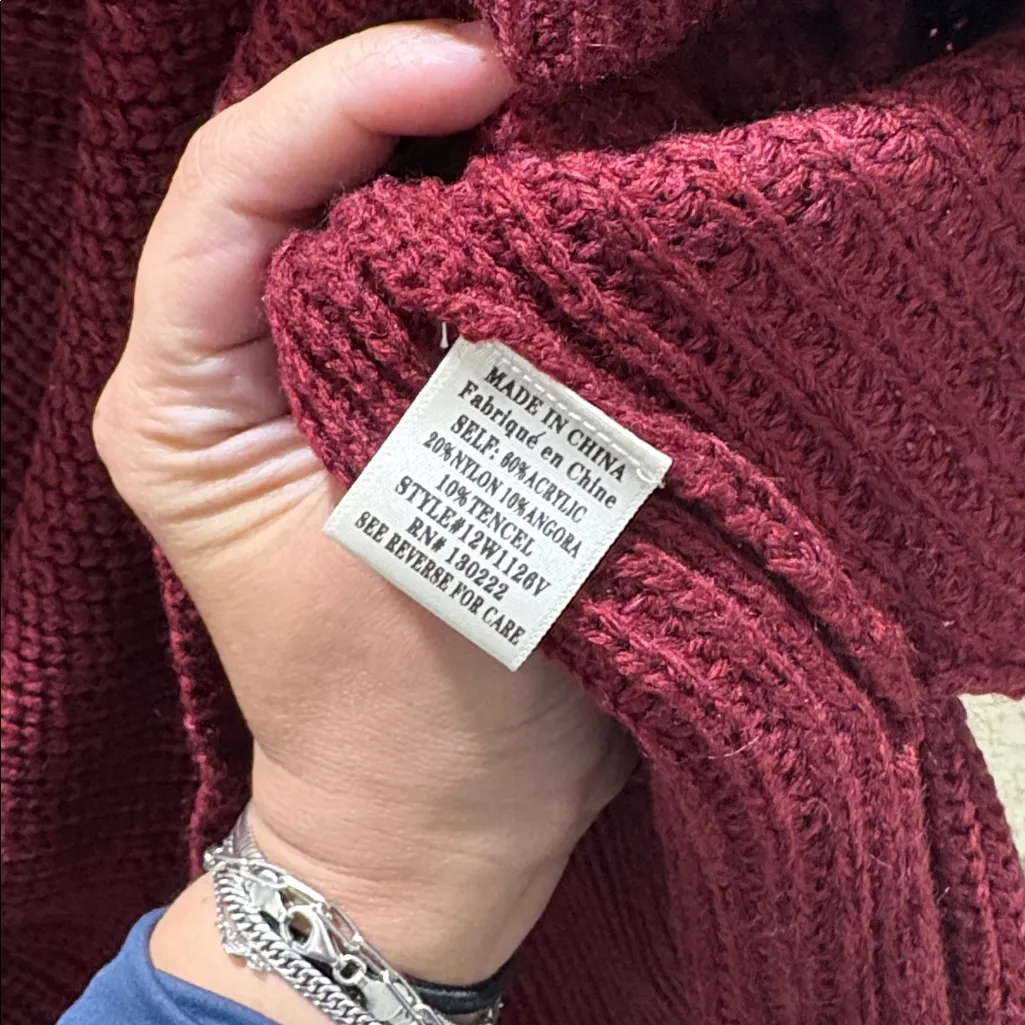 MADE IN CHINA
Fabriqué en Chine
SELF: 60%ACRYLIC
20%NYLON 10%ANGORA
10%TENCEL
STYLE#12W1126V
RN# 130222
SEE REVERSE FOR CARE